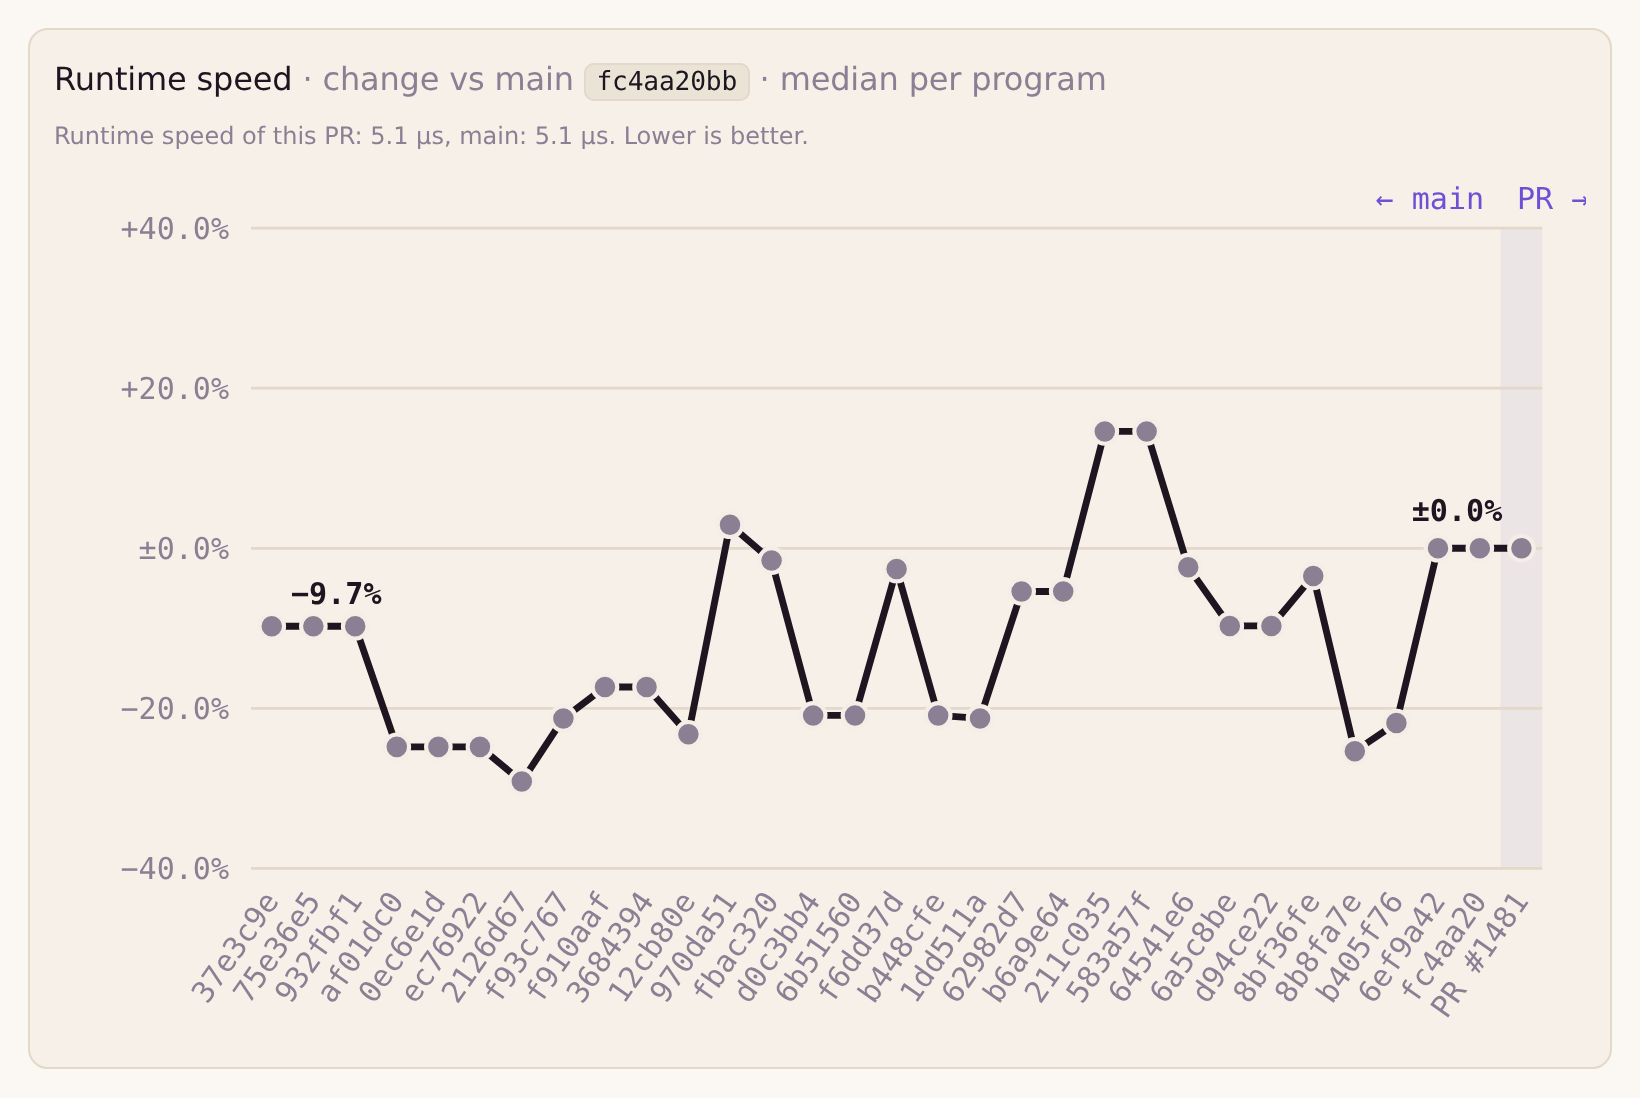 Runtime speed · change vs main fc4aa20bb · median per program
Runtime speed of this PR: 5.1 µs, main: 5.1 µs. Lower is better.
← main PR →
+40.0%
+20.0%
±0.0%
−20.0%
−40.0%
−9.7%
±0.0%
37e3c9e
75e36e5
932fbf1
af01dc0
0ec6e1d
ec76922
2126d67
f93c767
f910aaf
3684394
12cb80e
970da51
fbac320
d0c3bb4
6b51560
f6dd37d
b448cfe
1dd511a
62982d7
b6a9e64
211c035
583a57f
64541e6
6a5c8be
d94ce22
8bf36fe
8b8fa7e
b405f76
6ef9a42
fc4aa20
PR #1481